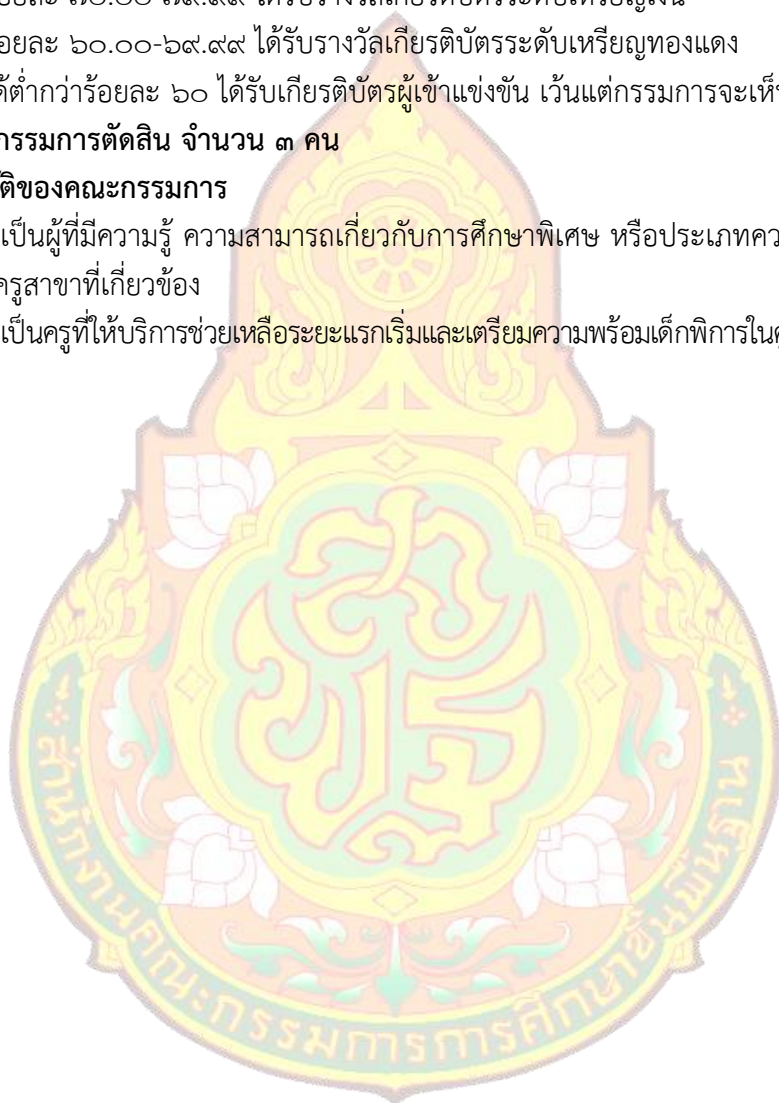 ๖๐.๐๐-๖๙.๙๙ ได้รับรางวัลเกียรติบัตรระดับเหรียญทองแดง
ต่ำกว่าร้อยละ ๖๐ ได้รับเกียรติบัตรผู้เข้าแข่งขัน เว้นแต่กรรมการจะเห็น
กรรมการตัดสิน จำนวน ๓ คน
ของคณะกรรมการ
เป็นผู้ที่มีความรู้ ความสามารถเกี่ยวกับการศึกษาพิเศษ หรือประเภทคว
ครูสาขาที่เกี่ยวข้อง
เป็นครูที่ให้บริการช่วยเหลือระยะแรกเริ่มและเตรียมความพร้อมเด็กพิการใน
สพฐ
สำนักงานคณะกรรมการการศึกษาขั้นพื้นฐาน